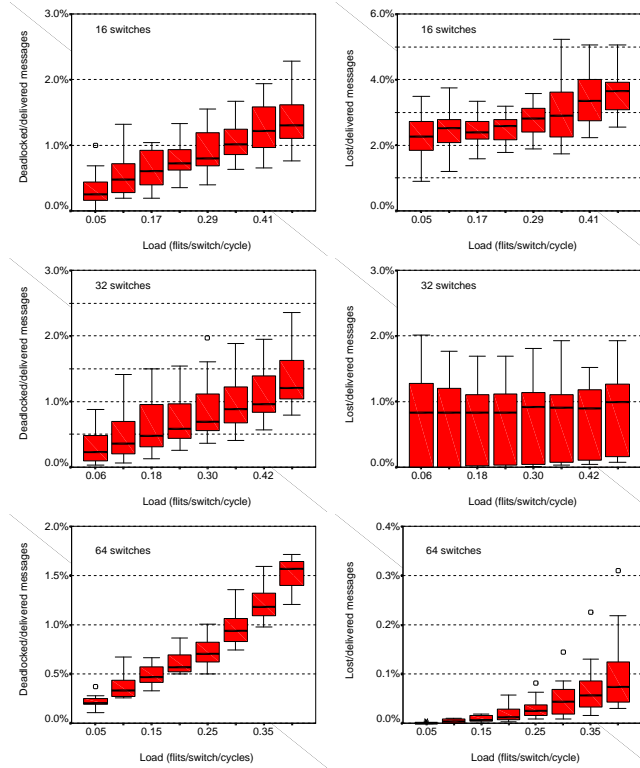 3.0%
16 switches
2.0%
1.0%
0.0%
0.05
0.17
0.29
0.41
Deadlocked/delivered messages
Load (flits/switch/cycle)
6.0%
16 switches
4.0%
2.0%
0.0%
0.05
0.17
0.29
0.41
Lost/delivered messages
Load (flits/switch/cycle)
3.0%
32 switches
2.0%
1.0%
0.0%
0.06
0.18
0.30
0.42
Deadlocked/delivered messages
Load (flits/switch/cycle)
3.0%
32 switches
2.0%
1.0%
0.0%
0.06
0.18
0.30
0.42
Lost/delivered messages
Load (flits/switch/cycle)
2.0%
64 switches
1.5%
1.0%
0.5%
0.0%
0.05
0.15
0.25
0.35
Deadlocked/delivered messages
Load (flits/switch/cycles)
0.4%
64 switches
0.3%
0.2%
0.1%
0.0%
0.05
0.15
0.25
0.35
Lost/delivered messages
Load (flits/switch/cycle)